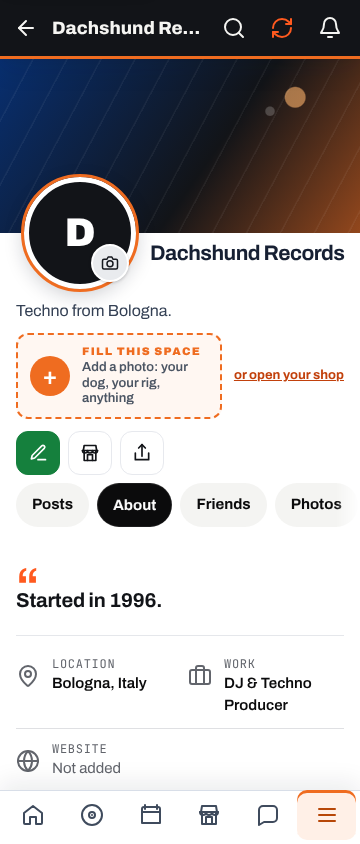 Dachshund Re...
D
Dachshund Records
Techno from Bologna.
FILL THIS SPACE
Add a photo: your
dog, your rig,
anything
or open your shop
Posts
About
Friends
Photos
“
Started in 1996.
LOCATION
Bologna, Italy
WORK
DJ & Techno
Producer
WEBSITE
Not added